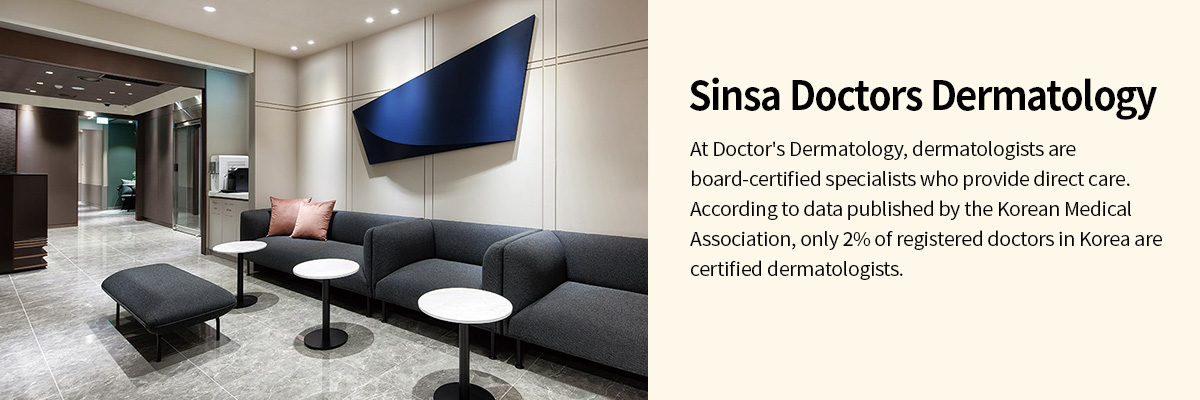 Sinsa Doctors Dermatology
At Doctor's Dermatology, dermatologists are
board-certified specialists who provide direct care.
According to data published by the Korean Medical
Association, only 2% of registered doctors in Korea are
certified dermatologists.